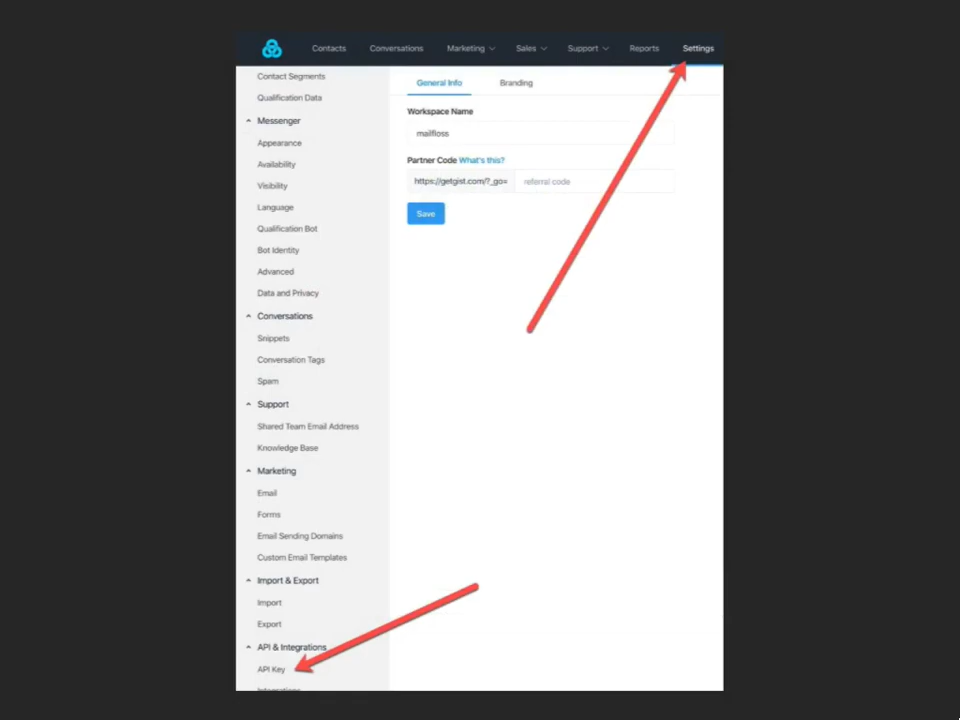 Contacts Conversations Marketing Sales Support Reports Settings
Contact Segments
Qualification Data
Messenger
Appearance
Availability
Visibility
Language
Qualification Bot
Bot Identity
Advanced
Data and Privacy
Conversations
Snippets
Conversation Tags
Spam
Support
Shared Team Email Address
Knowledge Base
Marketing
Email
Forms
Email Sending Domains
Custom Email Templates
Import & Export
Import
Export
API & Integrations
API Key
Integrations
General Info Branding
Workspace Name
mailfloss
Partner Code What's this?
https://getgist.com/?_go= referral code
Save